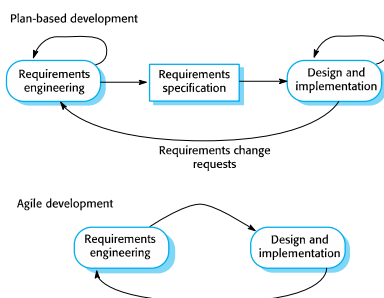 Plan-based development
Requirements
engineering
Requirements
specification
Design and
implementation
Requirements change
requests
Agile development
Requirements
engineering
Design and
implementation